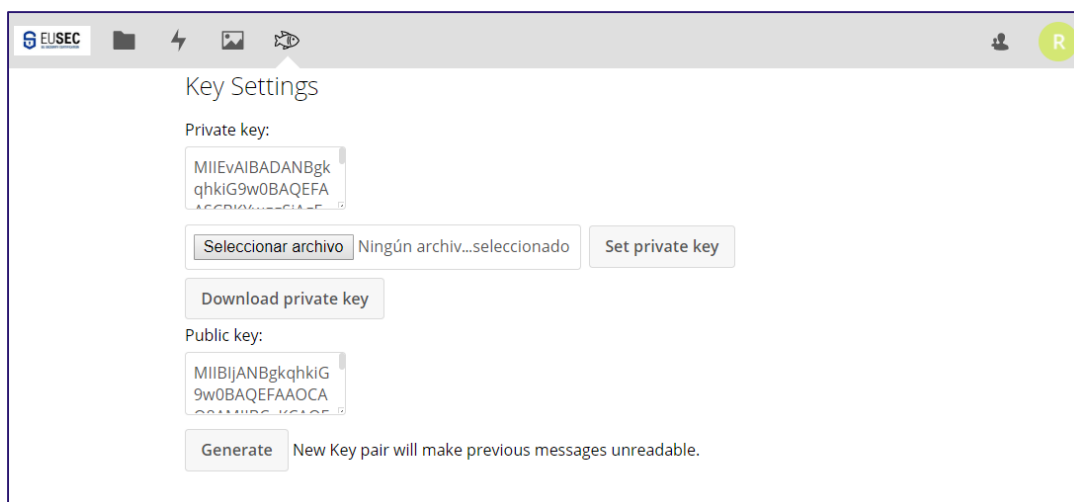 EUSEC
R
Key Settings
Private key:
MIIEvAIBADANBgk
qhkiG9w0BAQEFA
Seleccionar archivo Ningún archiv...seleccionado Set private key
Download private key
Public key:
MIIBIjANBgkqhkiG
9w0BAQEFAAOCA
Generate New Key pair will make previous messages unreadable.